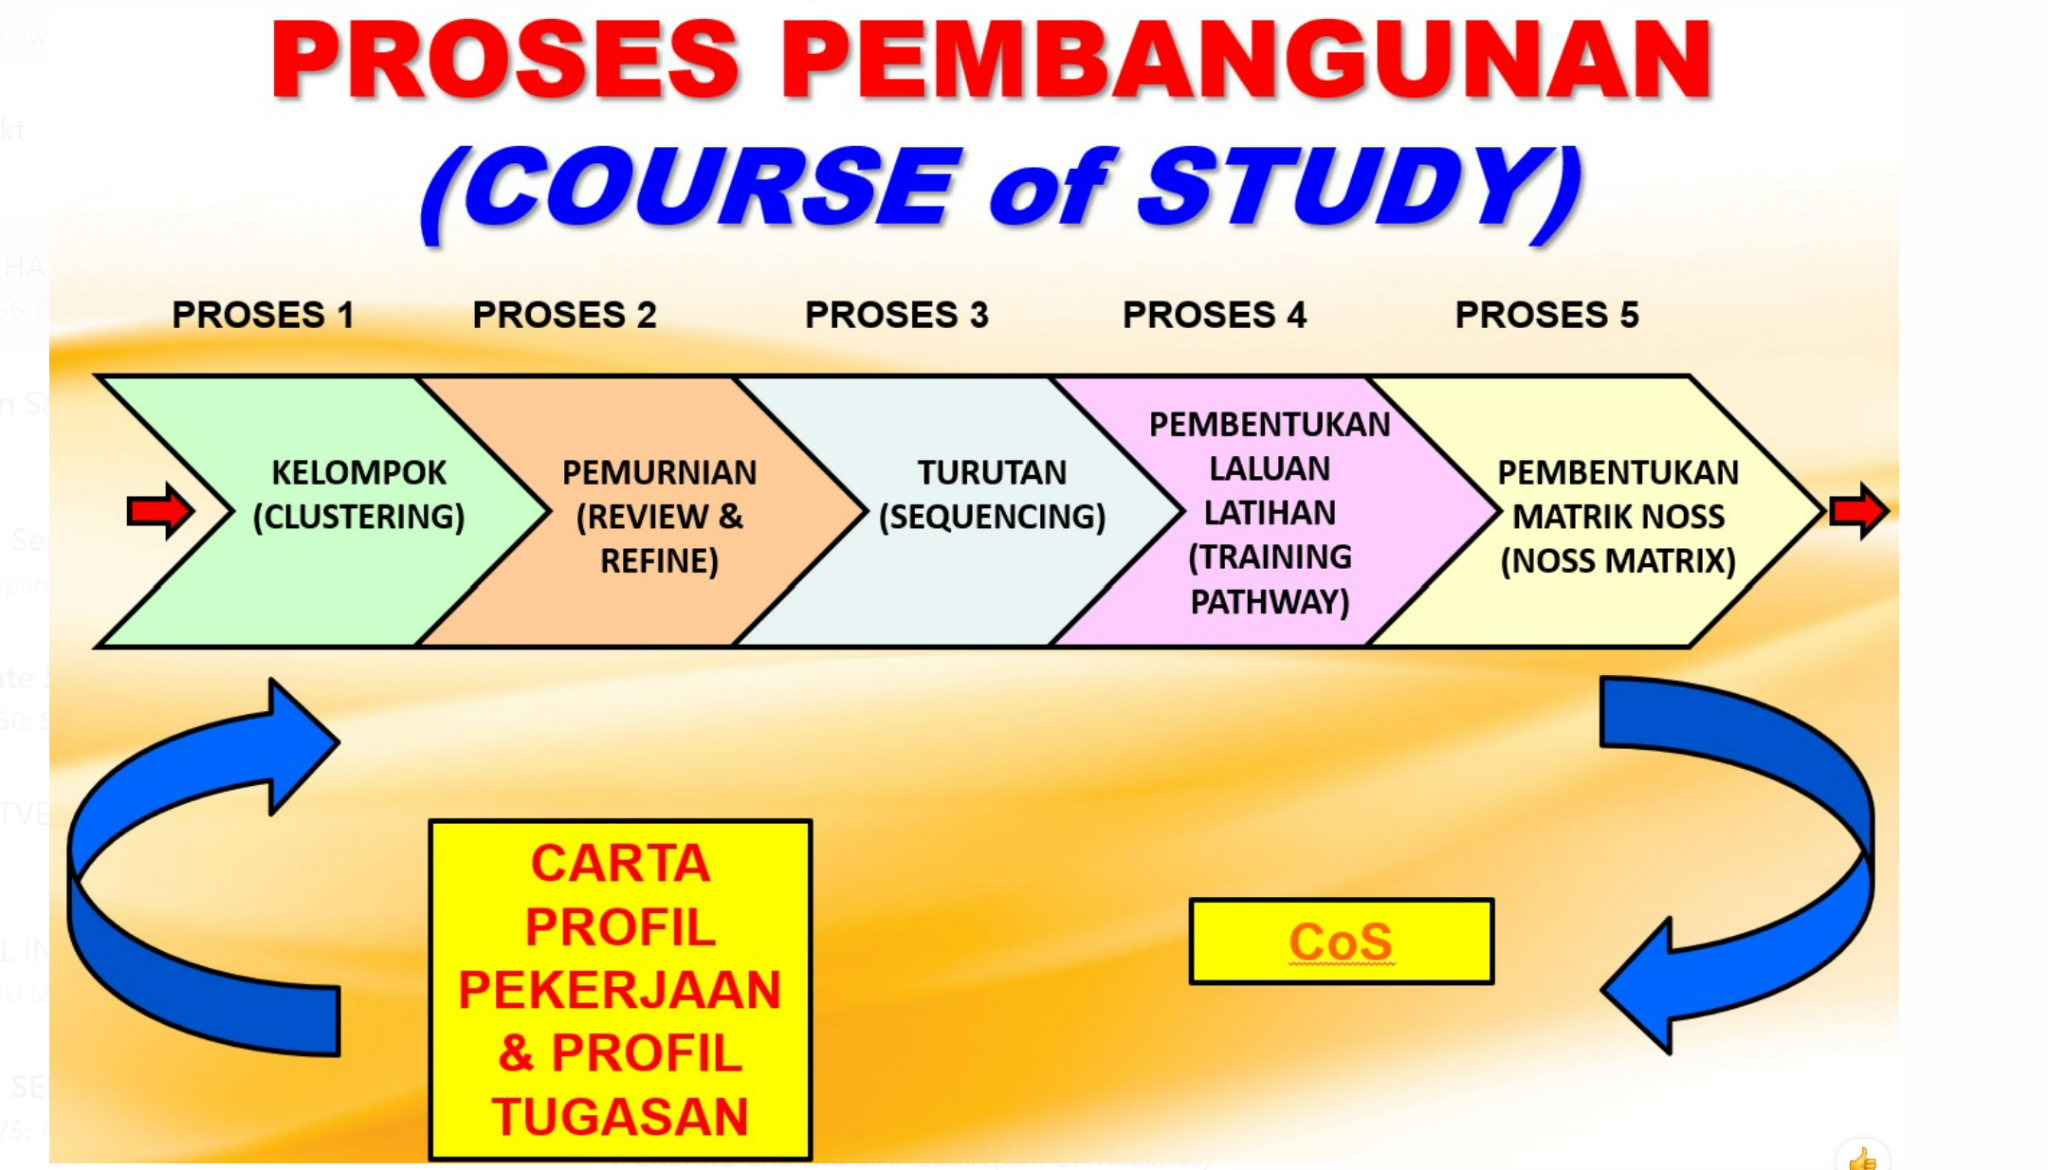 PROSES PEMBANGUNAN
(COURSE of STUDY)
PROSES 1
PROSES 2
PROSES 3
PROSES 4
PROSES 5
KELOMPOK
(CLUSTERING)
PEMURNIAN
(REVIEW &
REFINE)
TURUTAN
(SEQUENCING)
PEMBENTUKAN
LALUAN
LATIHAN
(TRAINING
PATHWAY)
PEMBENTUKAN
MATRIK NOSS
(NOSS MATRIX)
CARTA
PROFIL
PEKERJAAN
& PROFIL
TUGASAN
CoS